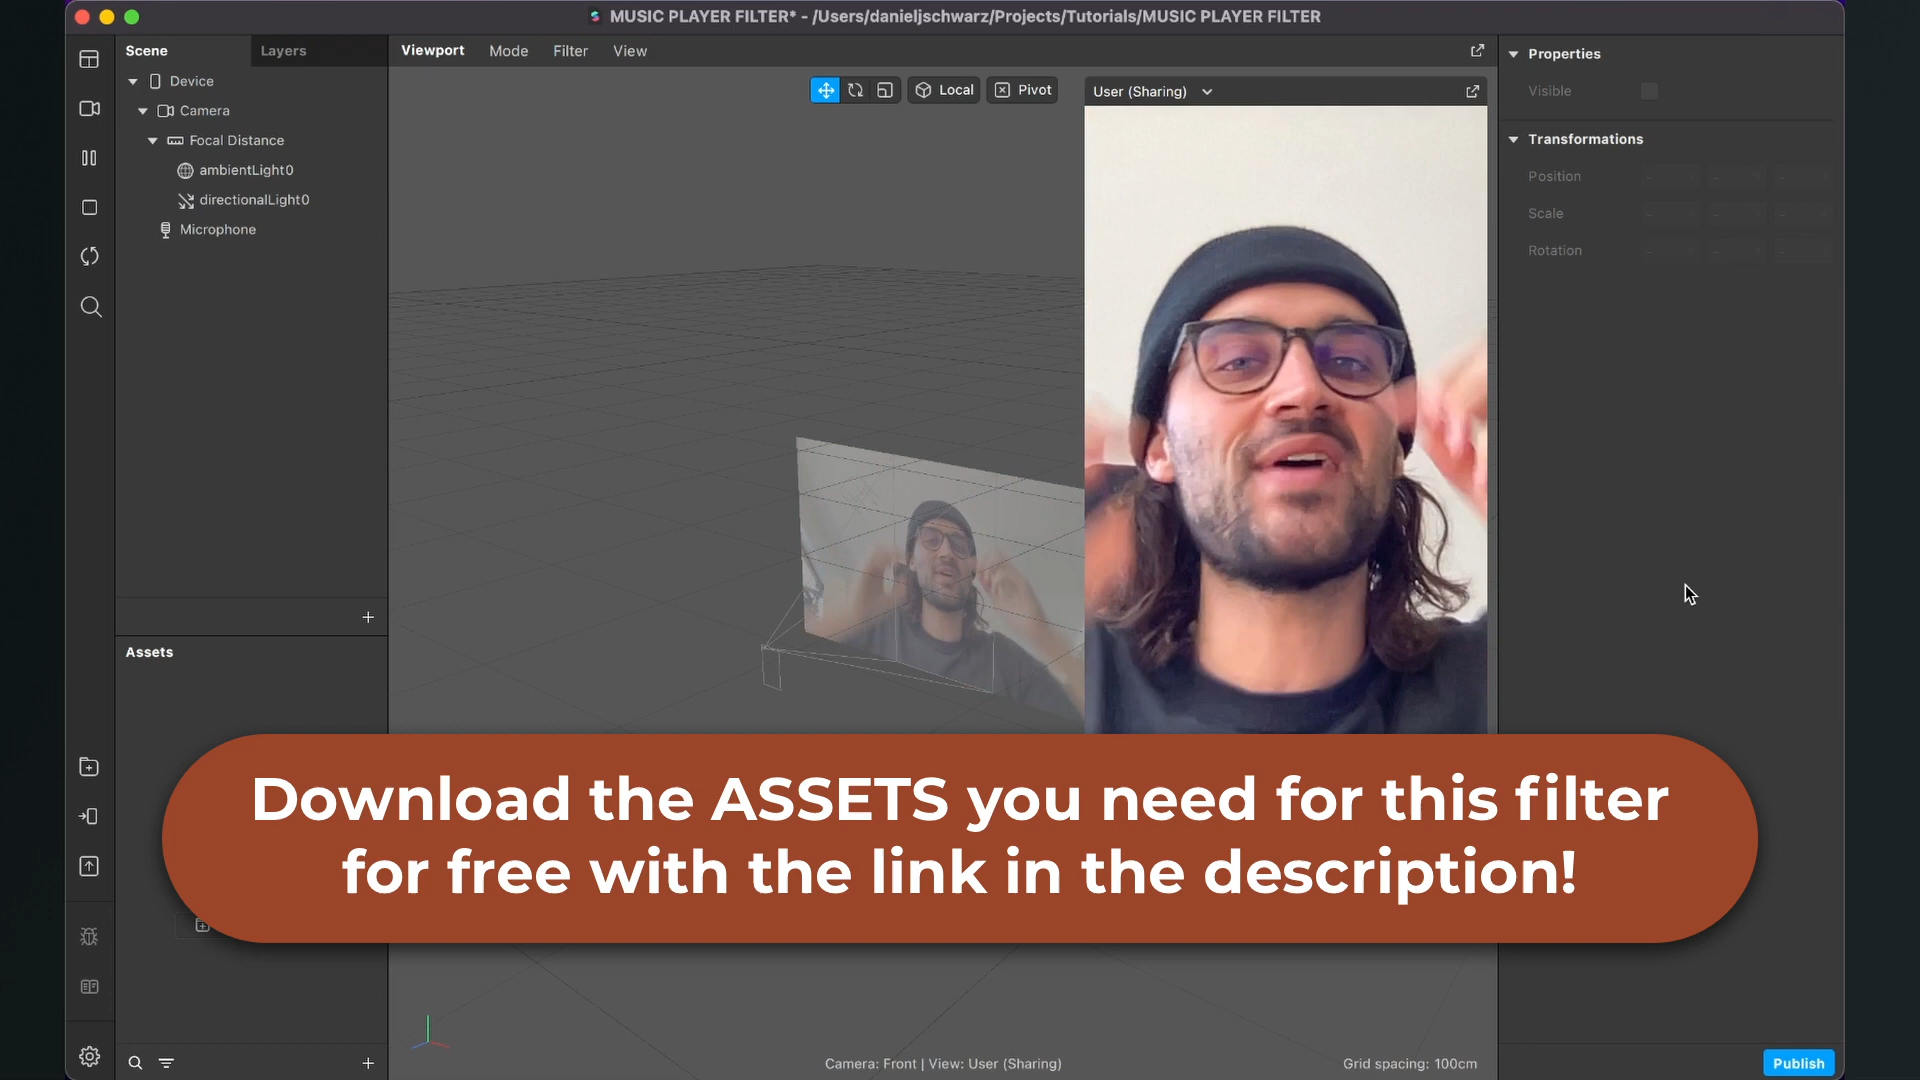 MUSIC PLAYER FILTER* - /Users/danieljschwarz/Projects/Tutorials/MUSIC PLAYER FILTER
Scene
Layers
Viewport
Mode
Filter
View
Properties
Device
Local
Pivot
User (Sharing)
Visible
Camera
Focal Distance
Transformations
ambientLight0
Position
directionalLight0
Scale
Microphone
Rotation
Assets
Download the ASSETS you need for this filter
for free with the link in the description!
Camera: Front | View: User (Sharing)
Grid spacing: 100cm
Publish